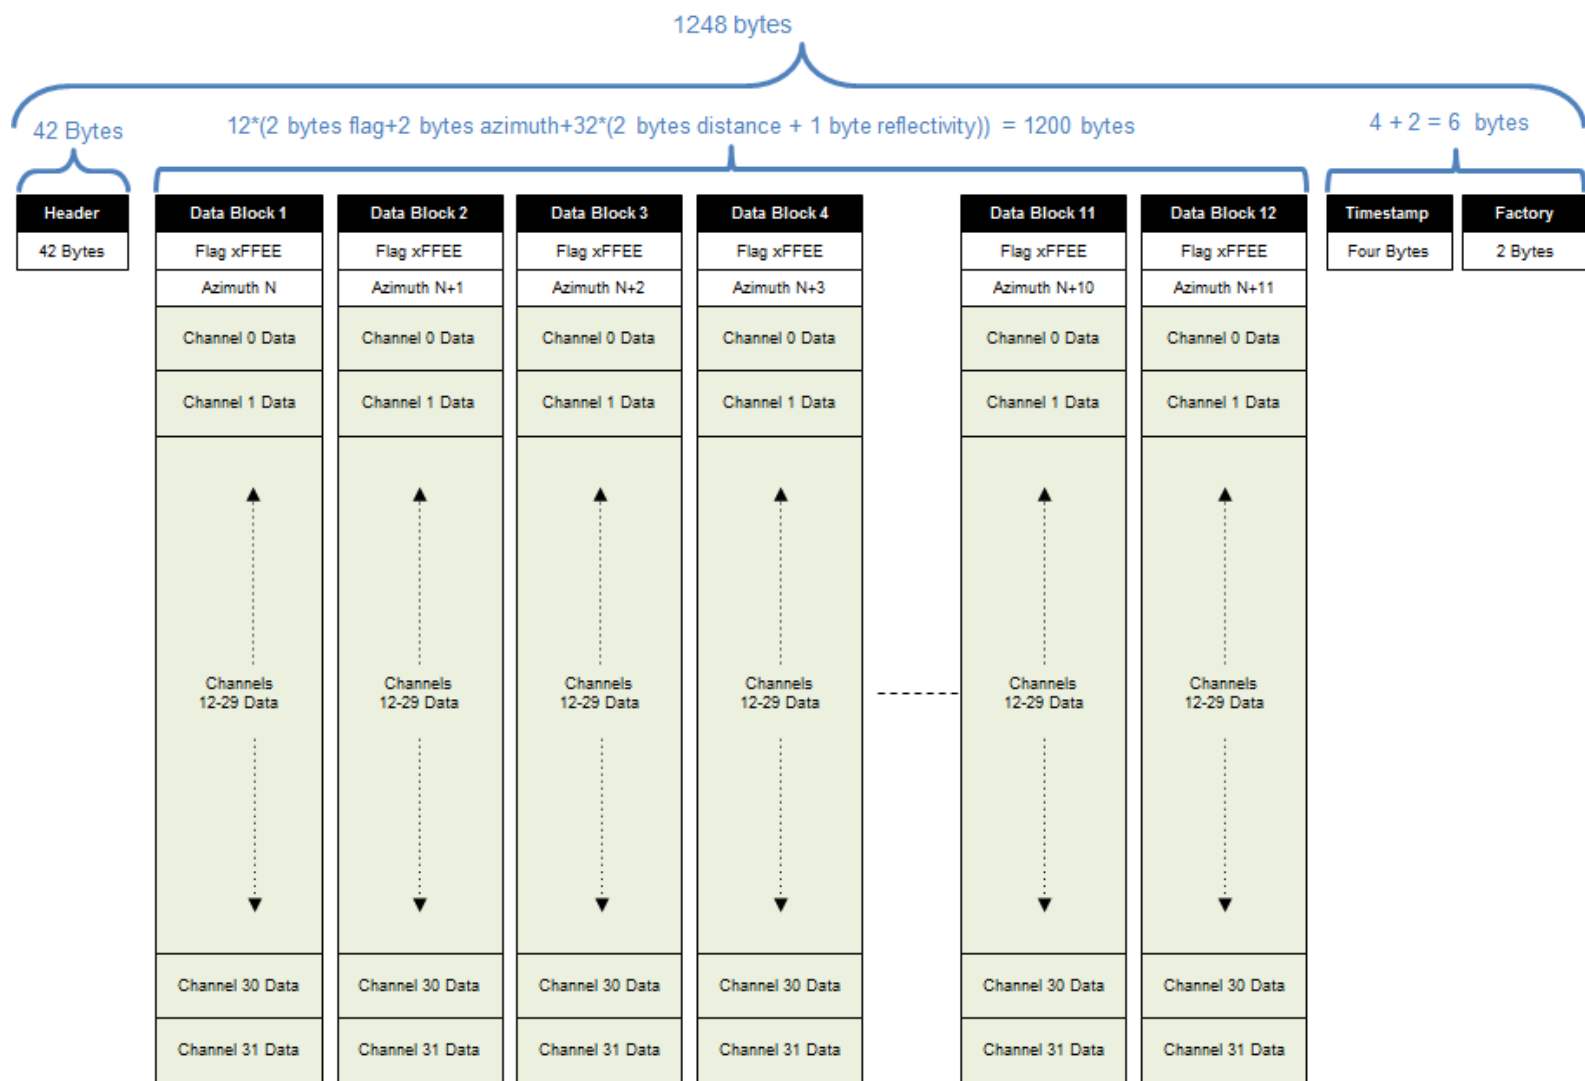 1248 bytes
42 Bytes
12*(2 bytes flag+2 bytes azimuth+32*(2 bytes distance + 1 byte reflectivity)) = 1200 bytes
4 + 2 = 6 bytes
Header
42 Bytes
Data Block 1
Flag xFFEE
Azimuth N
Channel 0 Data
Channel 1 Data
Channels
12-29 Data
Channel 30 Data
Channel 31 Data
Data Block 2
Flag xFFEE
Azimuth N+1
Channel 0 Data
Channel 1 Data
Channels
12-29 Data
Channel 30 Data
Channel 31 Data
Data Block 3
Flag xFFEE
Azimuth N+2
Channel 0 Data
Channel 1 Data
Channels
12-29 Data
Channel 30 Data
Channel 31 Data
Data Block 4
Flag xFFEE
Azimuth N+3
Channel 0 Data
Channel 1 Data
Channels
12-29 Data
Channel 30 Data
Channel 31 Data
Data Block 11
Flag xFFEE
Azimuth N+10
Channel 0 Data
Channel 1 Data
Channels
12-29 Data
Channel 30 Data
Channel 31 Data
Data Block 12
Flag xFFEE
Azimuth N+11
Channel 0 Data
Channel 1 Data
Channels
12-29 Data
Channel 30 Data
Channel 31 Data
Timestamp
Four Bytes
Factory
2 Bytes